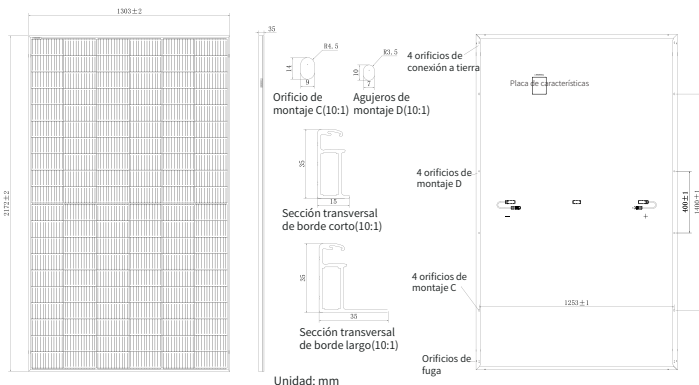 1303±2
2172±2
35
R4.5
14
9
Orificio de
montaje C(10:1)
R3.5
10
7
Agujeros de
montaje D(10:1)
35
15
Sección transversal
de borde corto(10:1)
35
35
Sección transversal
de borde largo(10:1)
Unidad: mm
4 orificios de
conexión a tierra
Placa de características
4 orificios de
montaje D
−
+
400±1
1400±1
4 orificios de
montaje C
1253±1
Orificios de
fuga